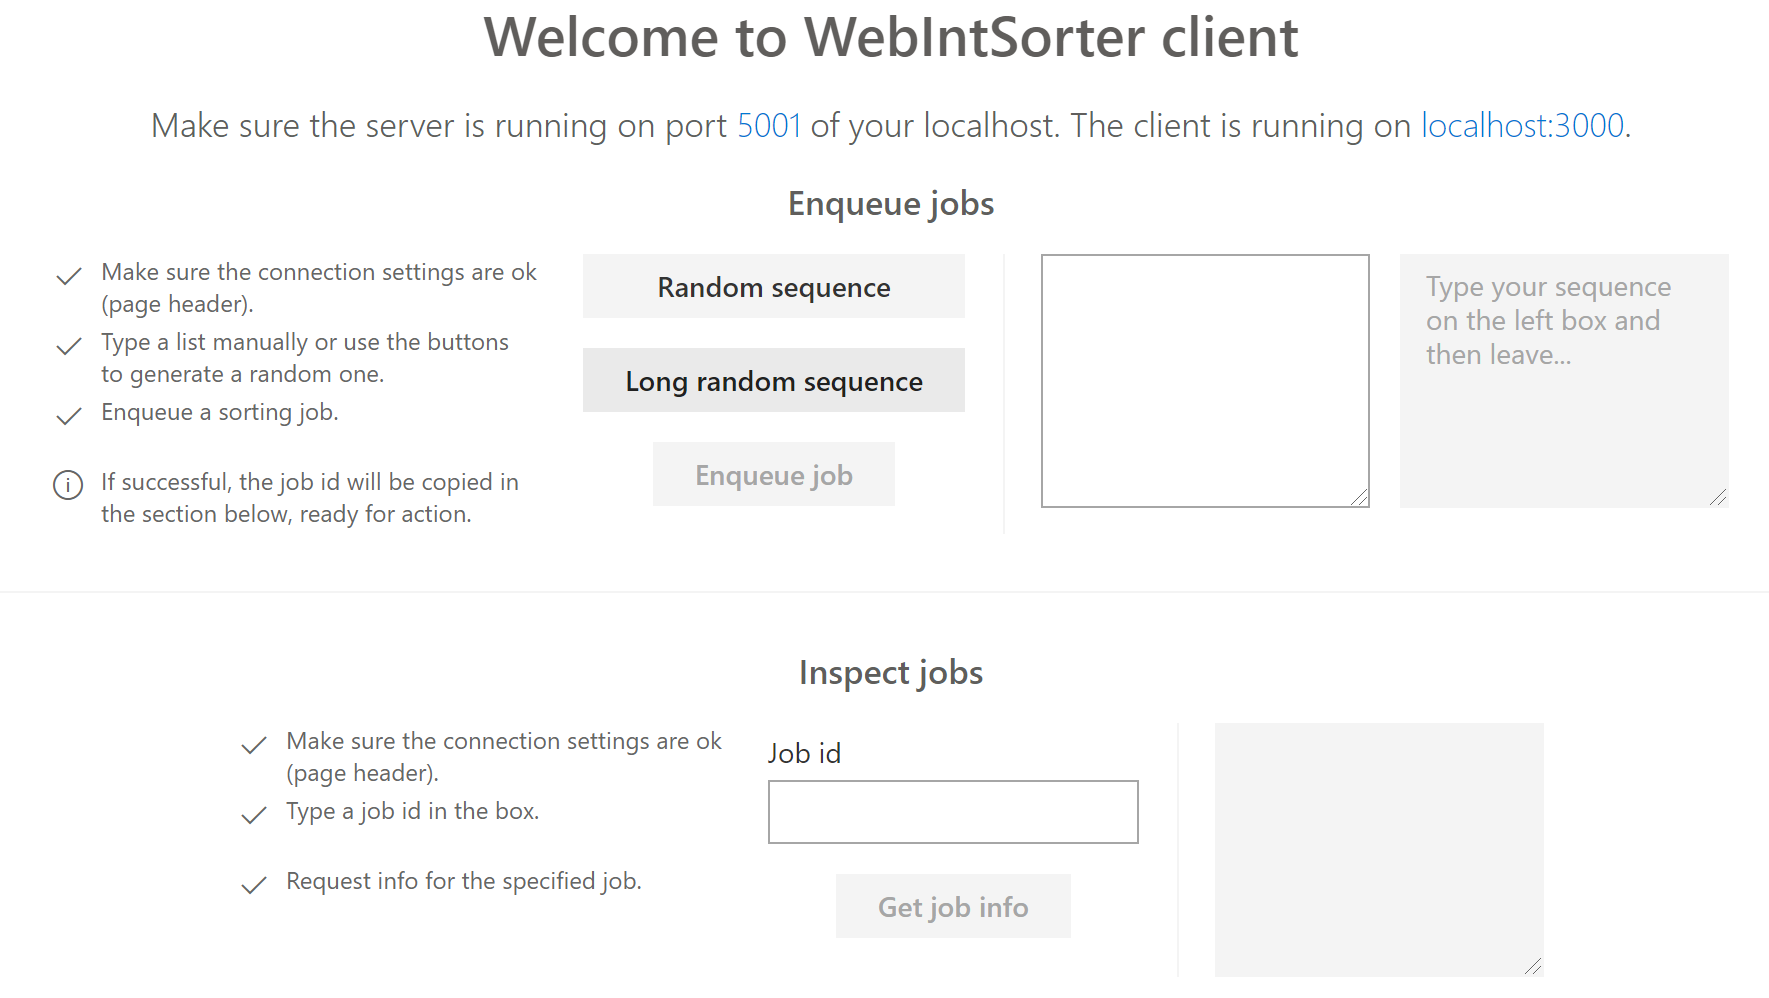 Welcome to WebIntSorter client
Make sure the server is running on port 5001 of your localhost. The client is running on localhost:3000.
Enqueue jobs
Make sure the connection settings are ok
(page header).
Type a list manually or use the buttons
to generate a random one.
Enqueue a sorting job.
If successful, the job id will be copied in
the section below, ready for action.
Random sequence
Long random sequence
Enqueue job
Type your sequence
on the left box and
then leave...
Inspect jobs
Make sure the connection settings are ok
(page header).
Type a job id in the box.
Request info for the specified job.
Job id
Get job info